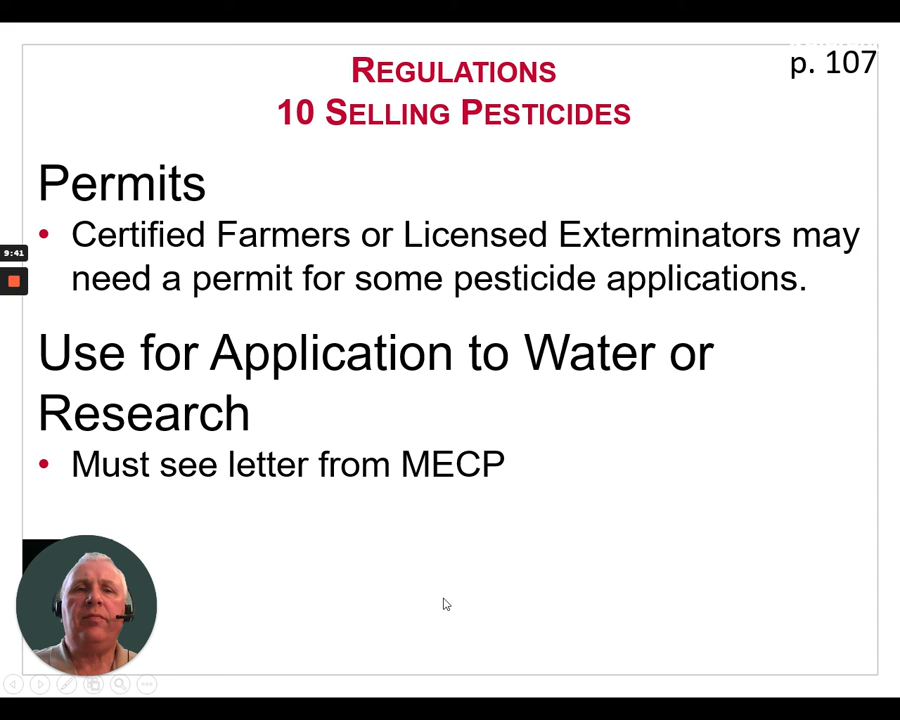 p. 107
REGULATIONS
10 SELLING PESTICIDES
Permits
• Certified Farmers or Licensed Exterminators may
need a permit for some pesticide applications.
9:41
Use for Application to Water or
Research
• Must see letter from MECP